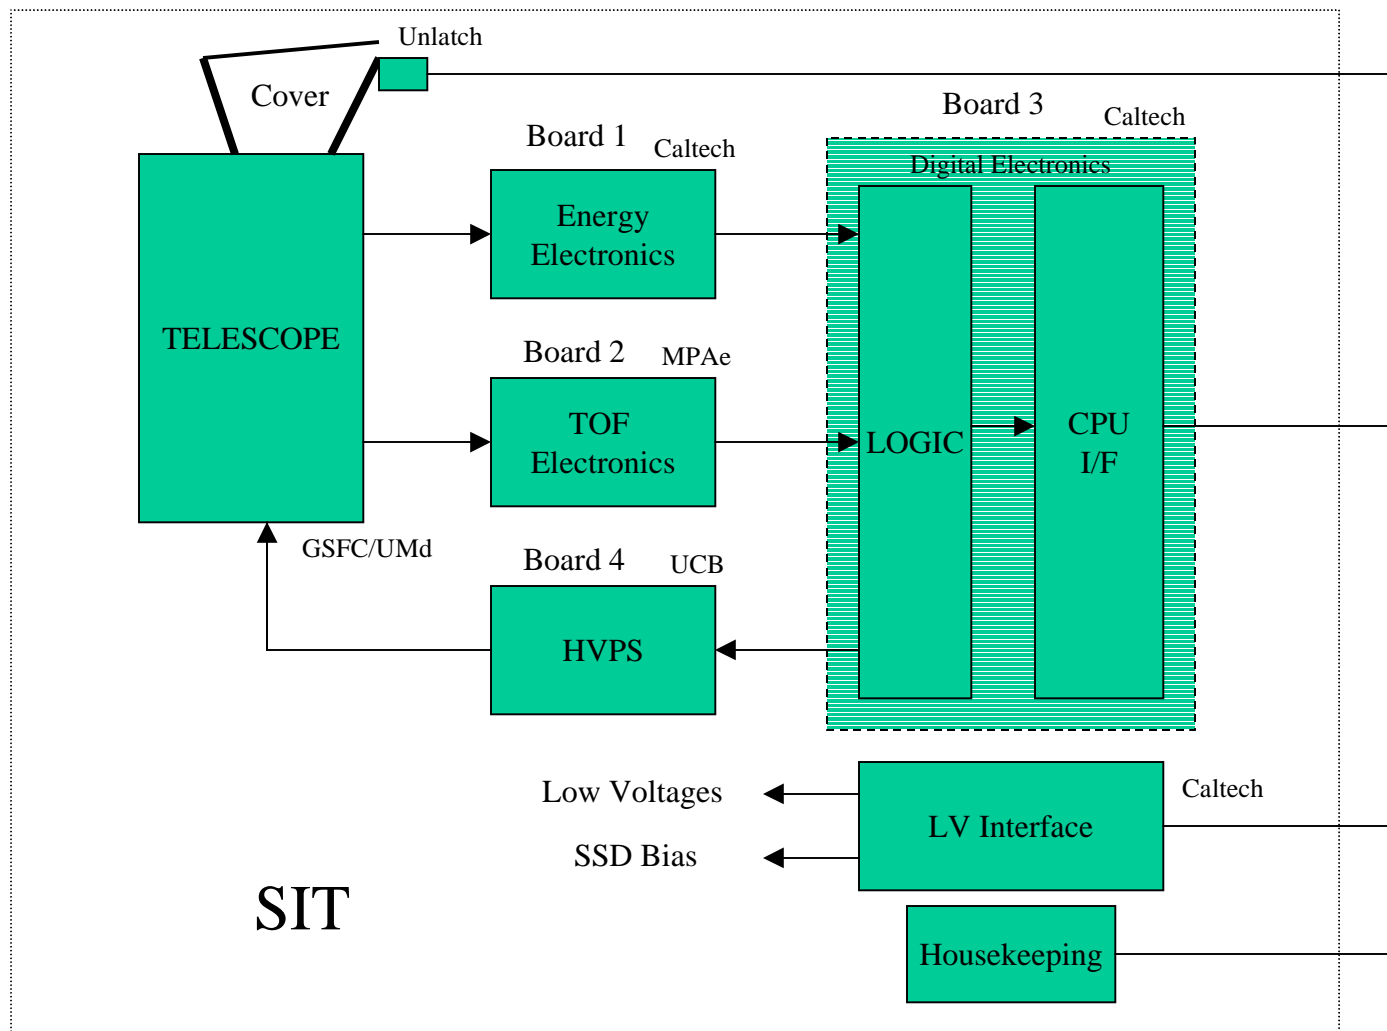 Unlatch
Cover
Board 3
Caltech
Board 1
Caltech
Digital Electronics
Energy
Electronics
TELESCOPE
Board 2
MPAe
TOF
Electronics
LOGIC
CPU
I/F
GSFC/UMd
Board 4
UCB
HVPS
Low Voltages
Caltech
LV Interface
SSD Bias
SIT
Housekeeping